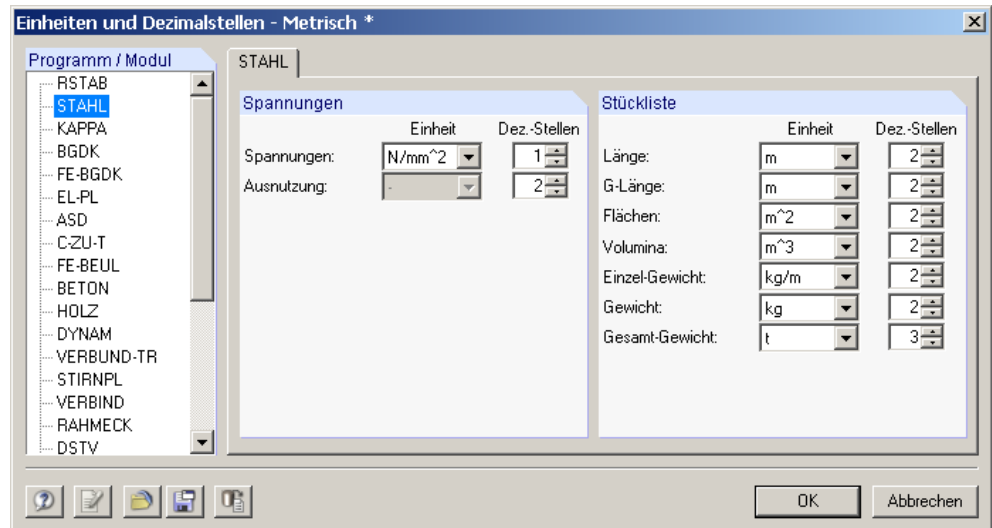 Einheiten und Dezimalstellen - Metrisch *
Programm / Modul
RSTAB
STAHL
KAPPA
BGDK
FE-BGDK
EL-PL
ASD
C-ZU-T
FE-BEUL
BETON
HOLZ
DYNAM
VERBUND-TR
STIRNPL
VERBIND
RAHMECK
DSTV
STAHL
Spannungen
Einheit Dez.-Stellen
Spannungen: N/mm^2 1
Ausnutzung: - 2
Stückliste
Einheit Dez.-Stellen
Länge: m 2
G-Länge: m 2
Flächen: m^2 2
Volumina: m^3 2
Einzel-Gewicht: kg/m 2
Gewicht: kg 2
Gesamt-Gewicht: t 3
OK Abbrechen